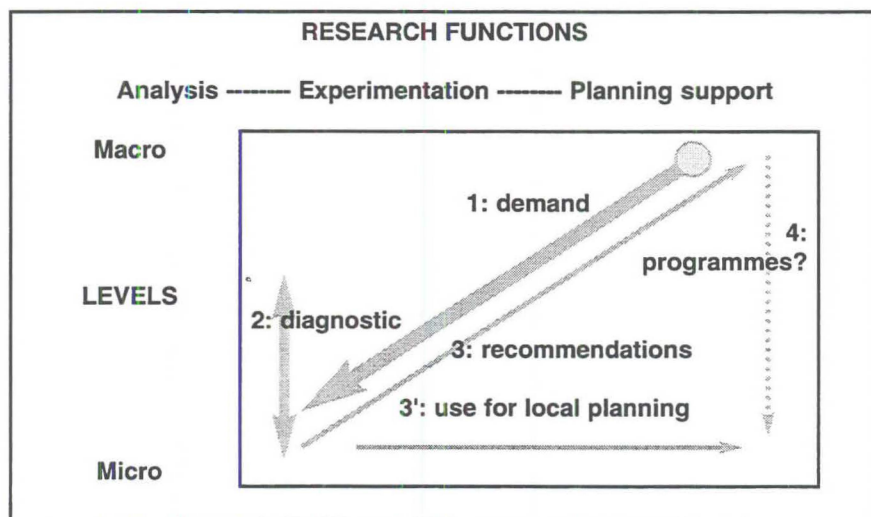 RESEARCH FUNCTIONS
Analysis -------- Experimentation -------- Planning support
Macro
1: demand
4:
programmes?
LEVELS
2: diagnostic
3: recommendations
3': use for local planning
Micro